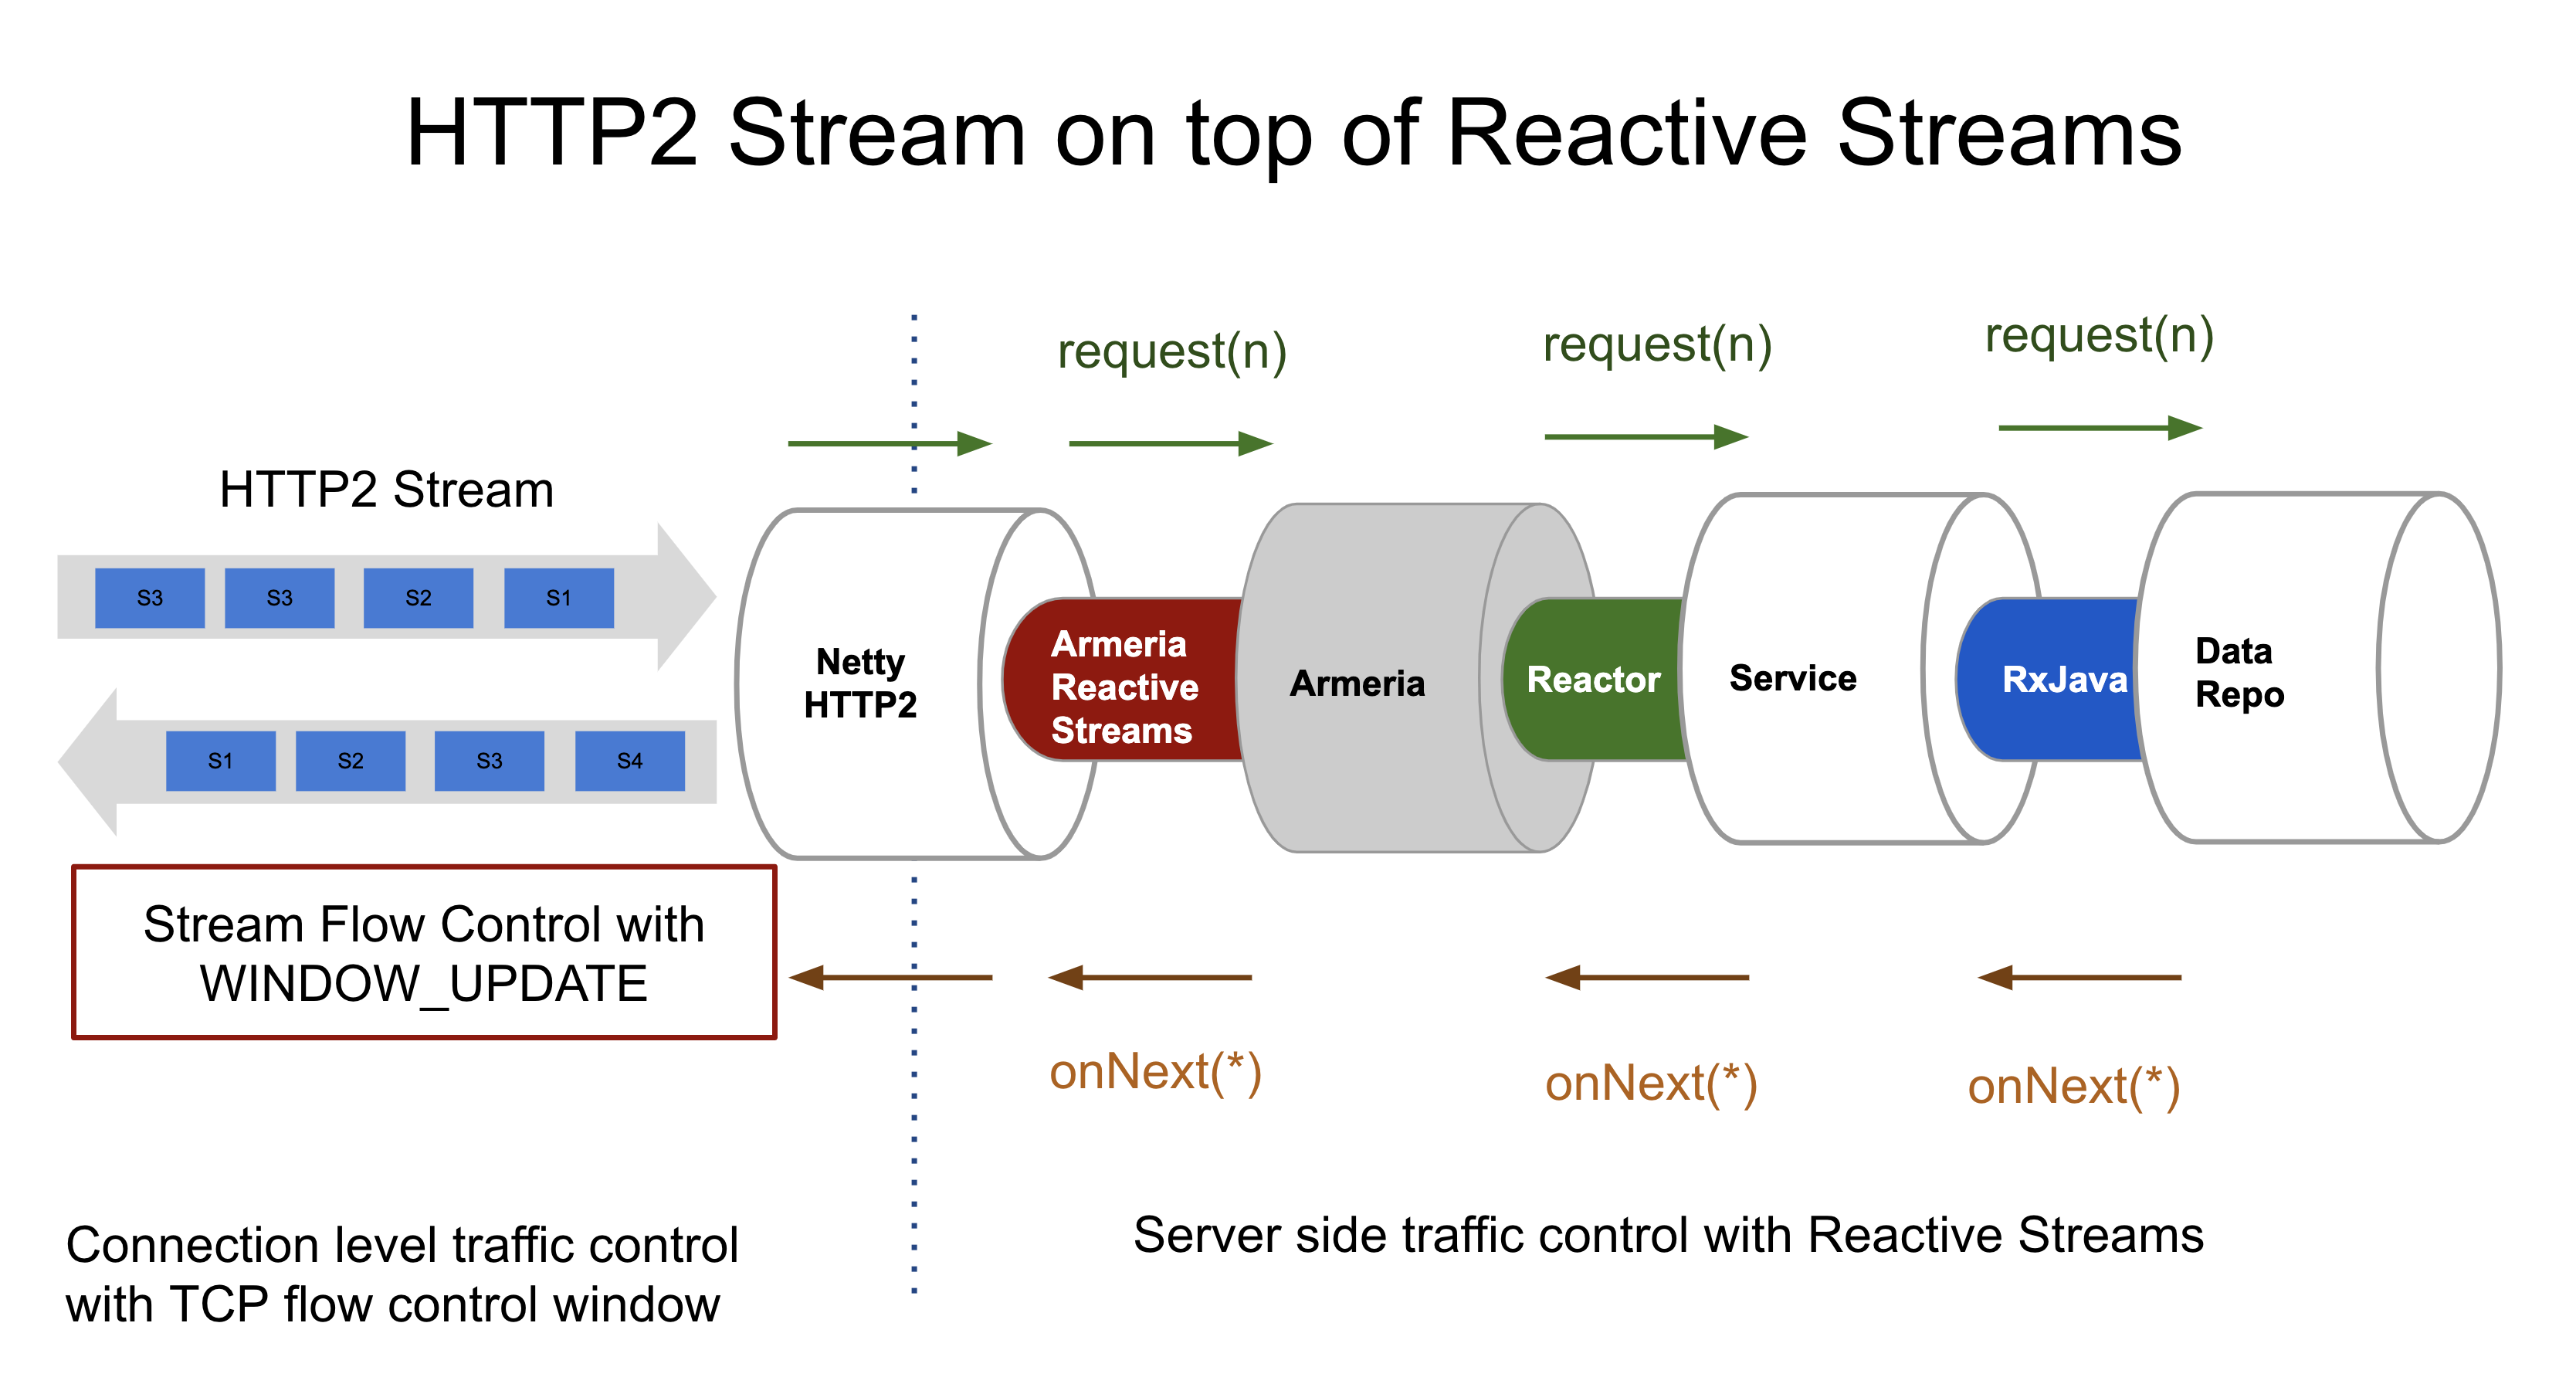 HTTP2 Stream on top of Reactive Streams
request(n)
request(n)
request(n)
HTTP2 Stream
S3
S3
S2
S1
S1
S2
S3
S4
Netty
HTTP2
Armeria
Reactive
Streams
Armeria
Reactor
Service
RxJava
Data
Repo
Stream Flow Control with
WINDOW_UPDATE
onNext(*)
onNext(*)
onNext(*)
Connection level traffic control
with TCP flow control window
Server side traffic control with Reactive Streams